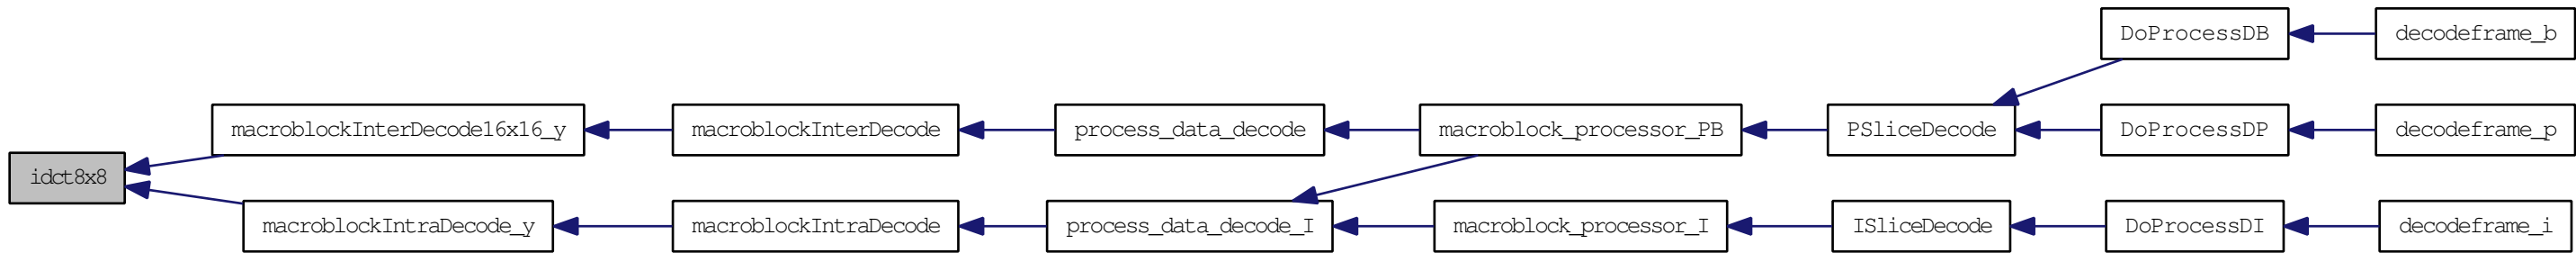 DoProcessDB
decodeframe_b
macroblockInterDecode16x16_y
macroblockInterDecode
process_data_decode
macroblock_processor_PB
PSliceDecode
DoProcessDP
decodeframe_p
idct8x8
macroblockIntraDecode_y
macroblockIntraDecode
process_data_decode_I
macroblock_processor_I
ISliceDecode
DoProcessDI
decodeframe_i